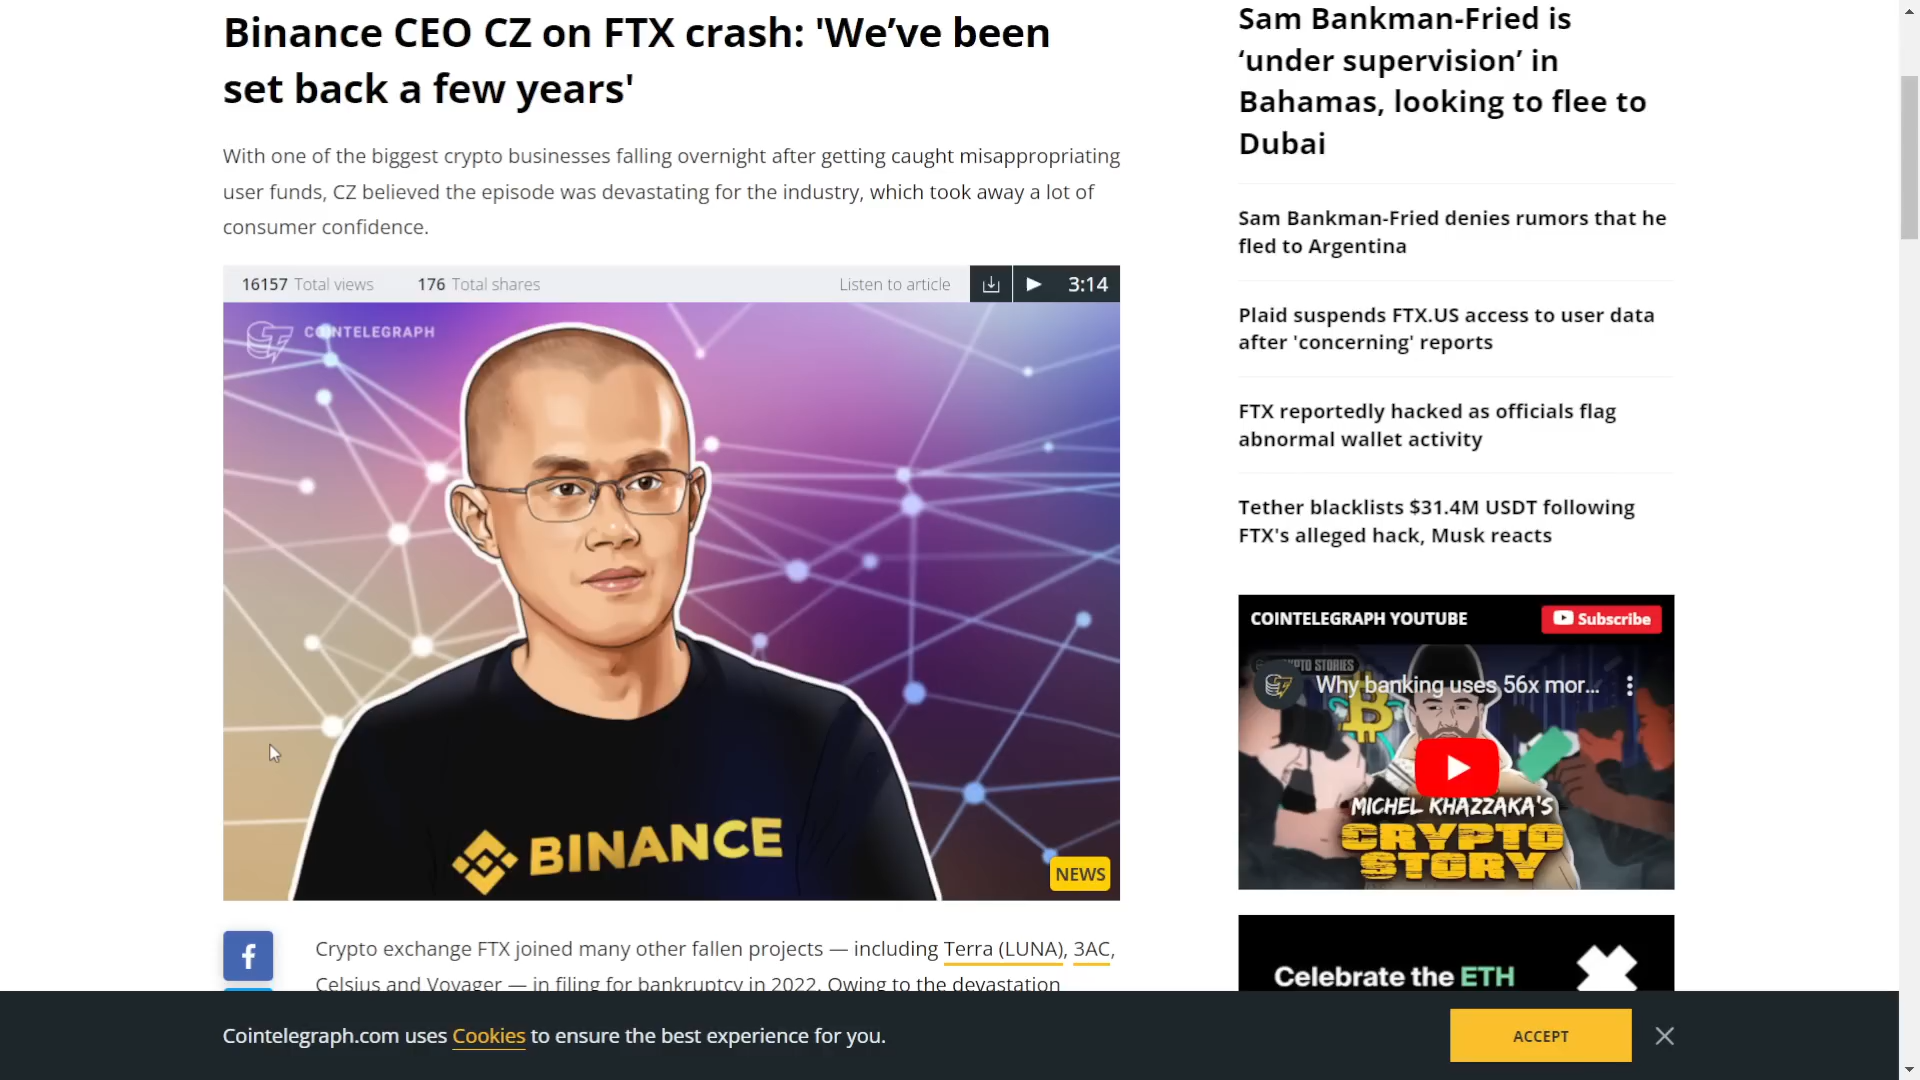 Binance CEO CZ on FTX crash: 'We’ve been
set back a few years'
With one of the biggest crypto businesses falling overnight after getting caught misappropriating
user funds, CZ believed the episode was devastating for the industry, which took away a lot of
consumer confidence.
16157 Total views 176 Total shares Listen to article 3:14
COINTELEGRAPH
BINANCE
NEWS
Crypto exchange FTX joined many other fallen projects — including Terra (LUNA), 3AC,
Celsius and Voyager — in filing for bankruptcy in 2022. Owing to the devastation
Sam Bankman-Fried is
‘under supervision’ in
Bahamas, looking to flee to
Dubai
Sam Bankman-Fried denies rumors that he
fled to Argentina
Plaid suspends FTX.US access to user data
after 'concerning' reports
FTX reportedly hacked as officials flag
abnormal wallet activity
Tether blacklists $31.4M USDT following
FTX's alleged hack, Musk reacts
COINTELEGRAPH YOUTUBE Subscribe
STORIES
Why banking uses 56x mor...
MICHEL KHAZZAKA'S
CRYPTO
STORY
Celebrate the ETH
Cointelegraph.com uses Cookies to ensure the best experience for you.
ACCEPT